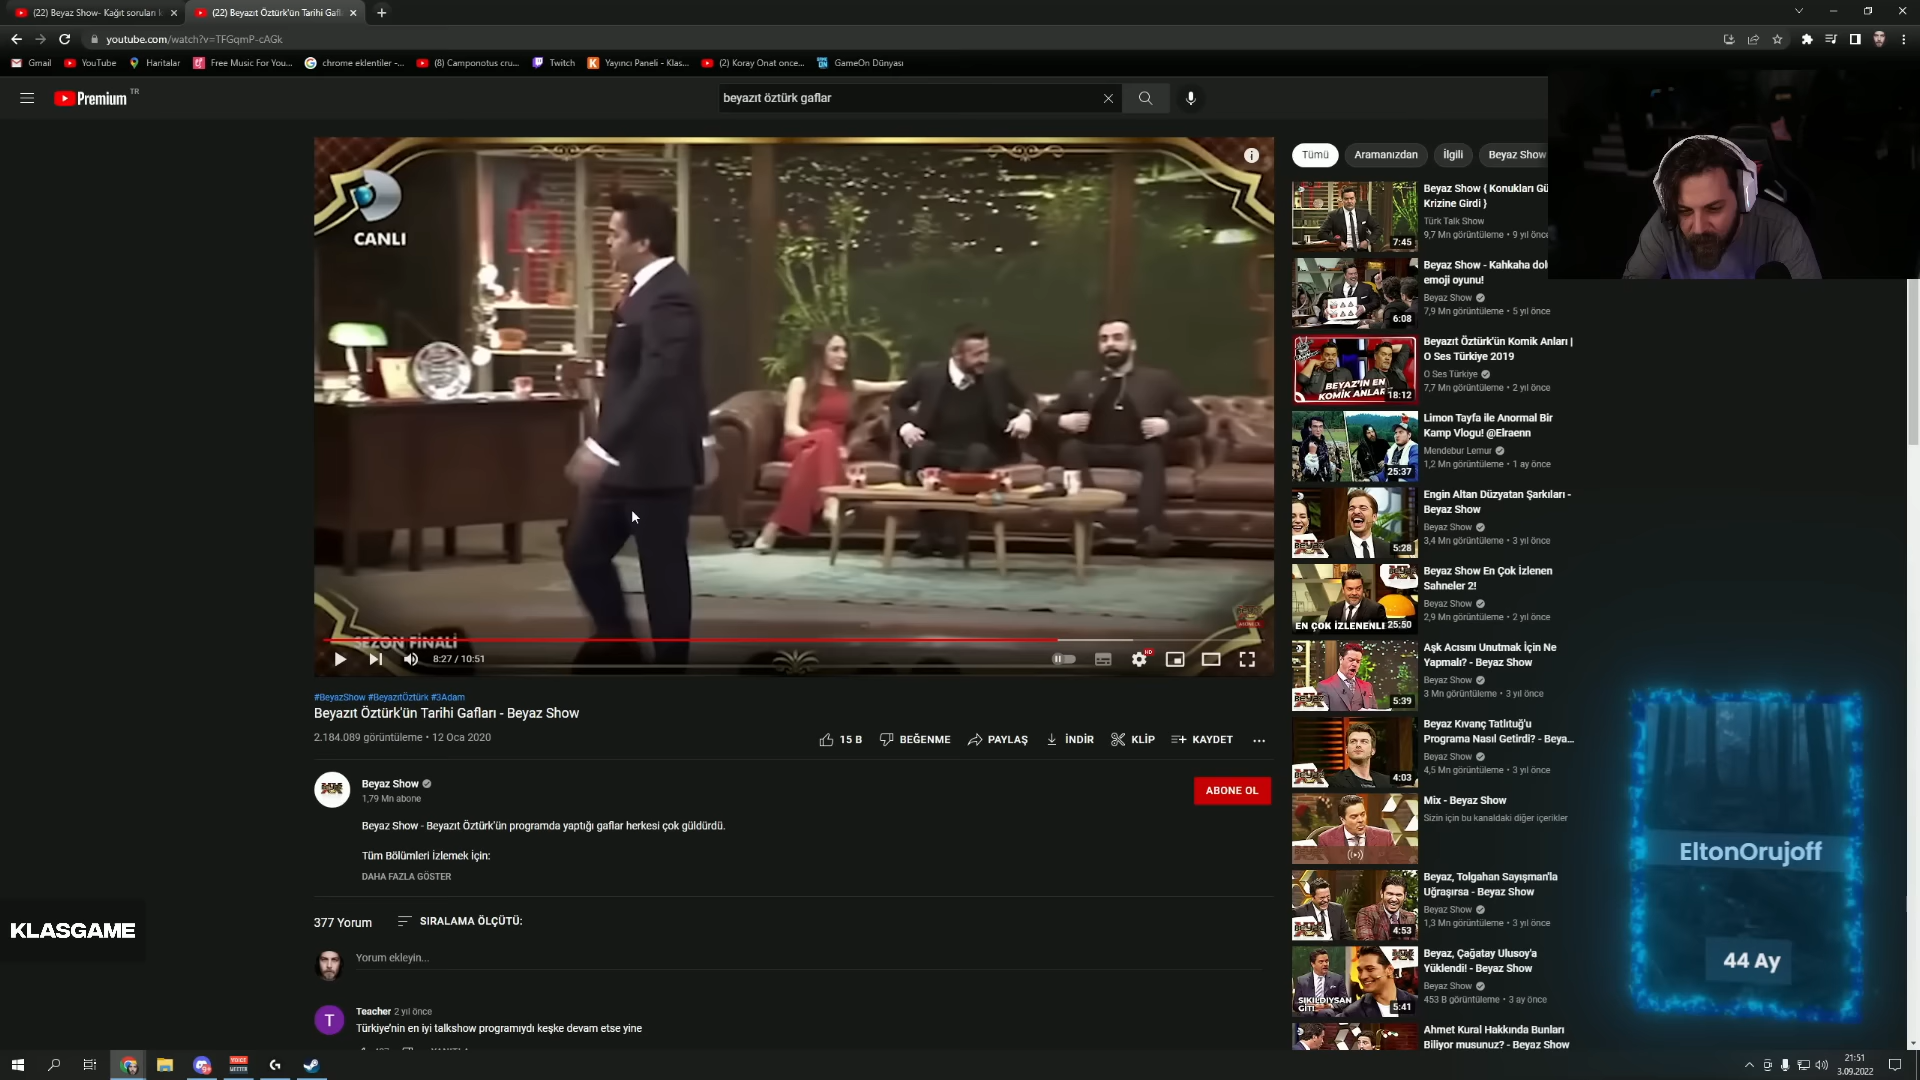 (22) Beyaz Show- Kağıt soruları k
(22) Beyazıt Öztürk'ün Tarihi Gafl
youtube.com/watch?v=TFGqmP-cAGk
Gmail
YouTube
Haritalar
Free Music For You...
chrome eklentiler -...
(8) Camponotus cru...
Twitch
Yayıncı Paneli - Klas...
(2) Koray Onat once...
GameOn Dünyası
Premium TR
beyazıt öztürk gaflar
CANLI
SEZON FİNALİ
8:27 / 10:51
HD
#BeyazShow #BeyazıtÖztürk #3Adam
Beyazıt Öztürk'ün Tarihi Gafları - Beyaz Show
2.184.089 görüntüleme • 12 Oca 2020
15 B
BEĞENME
PAYLAŞ
İNDİR
KLİP
KAYDET
Beyaz Show
1,79 Mn abone
ABONE OL
Beyaz Show - Beyazıt Öztürk'ün programda yaptığı gaflar herkesi çok güldürdü.
Tüm Bölümleri İzlemek İçin:
DAHA FAZLA GÖSTER
377 Yorum
SIRALAMA ÖLÇÜTÜ:
Yorum ekleyin...
T
Teacher 2 yıl önce
Türkiye'nin en iyi talkshow programıydı keşke devam etse yine
KLASGAME
Tümü
Aramanızdan
İlgili
Beyaz Show
Beyaz Show { Konukları Gü
Krizine Girdi }
Türk Talk Show
9,7 Mn görüntüleme • 9 yıl önce
7:45
Beyaz Show - Kahkaha dol
emoji oyunu!
Beyaz Show
7,9 Mn görüntüleme • 5 yıl önce
6:08
Beyazıt Öztürk'ün Komik Anları |
O Ses Türkiye 2019
O Ses Türkiye
7,7 Mn görüntüleme • 2 yıl önce
BEYAZ'IN EN
KOMİK ANLAR
18:12
Limon Tayfa ile Anormal Bir
Kamp Vlogu! @Elraenn
Mendebur Lemur
1,2 Mn görüntüleme • 1 ay önce
25:37
Engin Altan Düzyatan Şarkıları -
Beyaz Show
Beyaz Show
3,4 Mn görüntüleme • 3 yıl önce
5:28
Beyaz Show En Çok İzlenen
Sahneler 2!
Beyaz Show
2,9 Mn görüntüleme • 2 yıl önce
EN ÇOK İZLENENLE
25:50
Aşk Acısını Unutmak İçin Ne
Yapmalı? - Beyaz Show
Beyaz Show
3 Mn görüntüleme • 3 yıl önce
5:39
Beyaz Kıvanç Tatlıtuğ'u
Programa Nasıl Getirdi? - Beya...
Beyaz Show
4,5 Mn görüntüleme • 3 yıl önce
4:03
Mix - Beyaz Show
Sizin için bu kanaldaki diğer içerikler
Beyaz, Tolgahan Sayışman'la
Uğraşırsa - Beyaz Show
Beyaz Show
1,3 Mn görüntüleme • 3 yıl önce
4:53
Beyaz, Çağatay Ulusoy'a
Yüklendi! - Beyaz Show
Beyaz Show
453 B görüntüleme • 3 ay önce
SIKILDIYSAN
GİT!
5:41
Ahmet Kural Hakkında Bunları
Biliyor musunuz? - Beyaz Show
EltonOrujoff
44 Ay
21:51
3.09.2022